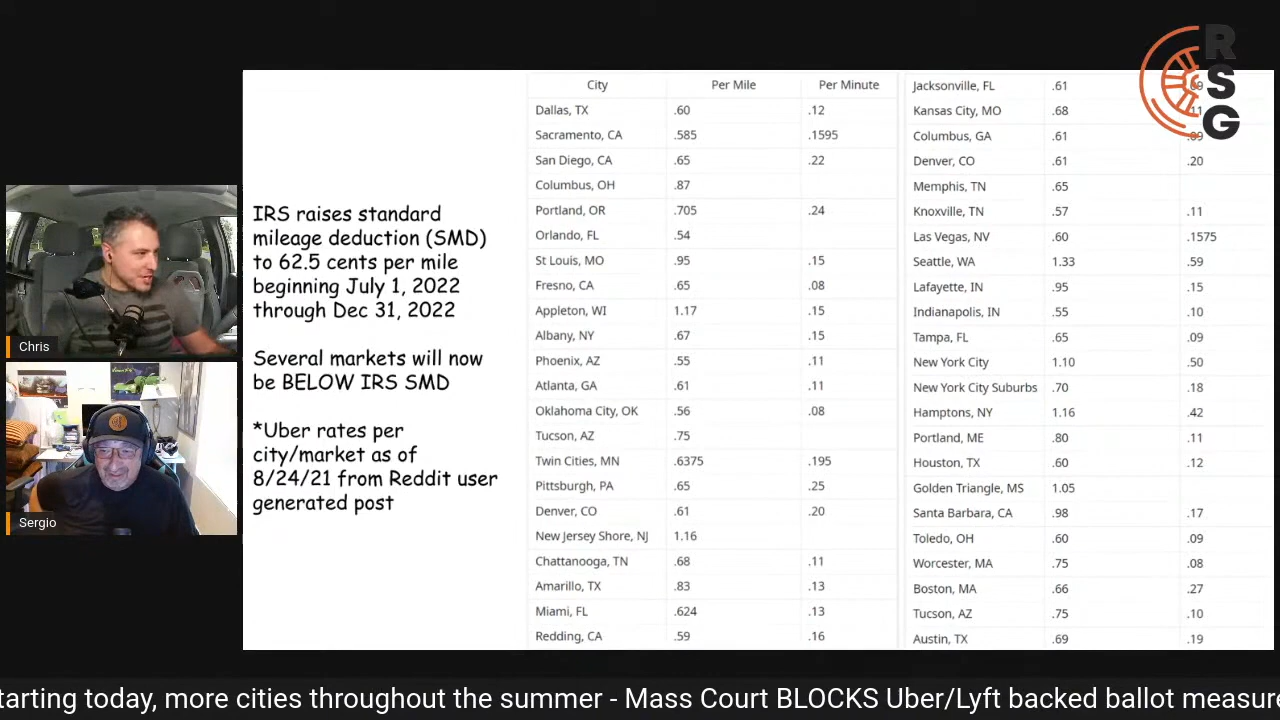 RSG
IRS raises standard
mileage deduction (SMD)
to 62.5 cents per mile
beginning July 1, 2022
through Dec 31, 2022
Several markets will now
be BELOW IRS SMD
*Uber rates per
city/market as of
8/24/21 from Reddit user
generated post
City Per Mile Per Minute
Dallas, TX .60 .12
Sacramento, CA .585 .1595
San Diego, CA .65 .22
Columbus, OH .87
Portland, OR .705 .24
Orlando, FL .54
St Louis, MO .95 .15
Fresno, CA .65 .08
Appleton, WI 1.17 .15
Albany, NY .67 .15
Phoenix, AZ .55 .11
Atlanta, GA .61 .11
Oklahoma City, OK .56 .08
Tucson, AZ .75
Twin Cities, MN .6375 .195
Pittsburgh, PA .65 .25
Denver, CO .61 .20
New Jersey Shore, NJ 1.16
Chattanooga, TN .68 .11
Amarillo, TX .83 .13
Miami, FL .624 .13
Redding, CA .59 .16
Jacksonville, FL .61
Kansas City, MO .68 .11
Columbus, GA .61 .09
Denver, CO .61 .20
Memphis, TN .65
Knoxville, TN .57 .11
Las Vegas, NV .60 .1575
Seattle, WA 1.33 .59
Lafayette, IN .95 .15
Indianapolis, IN .55 .10
Tampa, FL .65 .09
New York City 1.10 .50
New York City Suburbs .70 .18
Hamptons, NY 1.16 .42
Portland, ME .80 .11
Houston, TX .60 .12
Golden Triangle, MS 1.05
Santa Barbara, CA .98 .17
Toledo, OH .60 .09
Worcester, MA .75 .08
Boston, MA .66 .27
Tucson, AZ .75 .10
Austin, TX .69 .19
Chris
Sergio
tarting today, more cities throughout the summer - Mass Court BLOCKS Uber/Lyft backed ballot measure